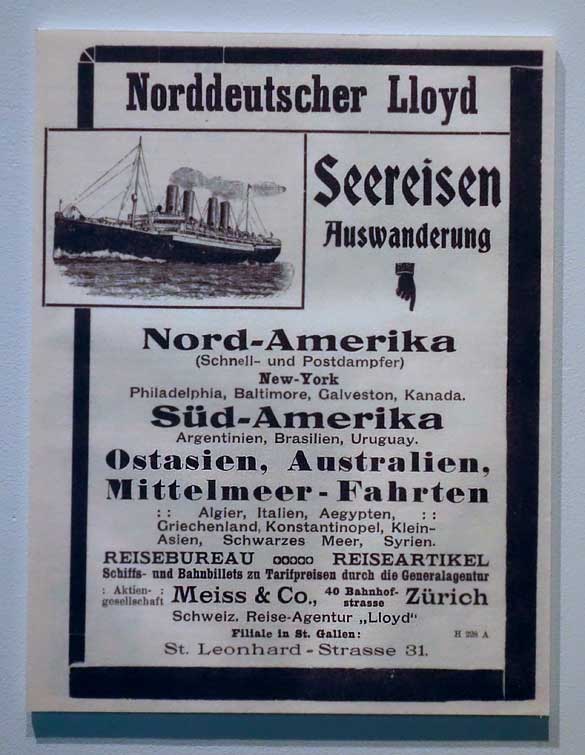 Norddeutscher Lloyd
Seereisen
Auswanderung
Nord-Amerika
(Schnell- und Postdampfer)
New-York
Philadelphia, Baltimore, Galveston, Kanada.
Süd-Amerika
Argentinien, Brasilien, Uruguay.
Ostasien, Australien,
Mittelmeer-Fahrten
:: Algier, Italien, Aegypten, ::
Griechenland, Konstantinopel, Klein-
Asien, Schwarzes Meer, Syrien.
REISEBUREAU ooooo REISEARTIKEL
Schiffs- und Bahnbillets zu Tarifpreisen durch die Generalagentur
: Aktien- : gesellschaft Meiss & Co., 40 Bahnhof- strasse Zürich
Schweiz. Reise-Agentur „Lloyd"
Filiale in St. Gallen: H 228 A
St. Leonhard-Strasse 31.